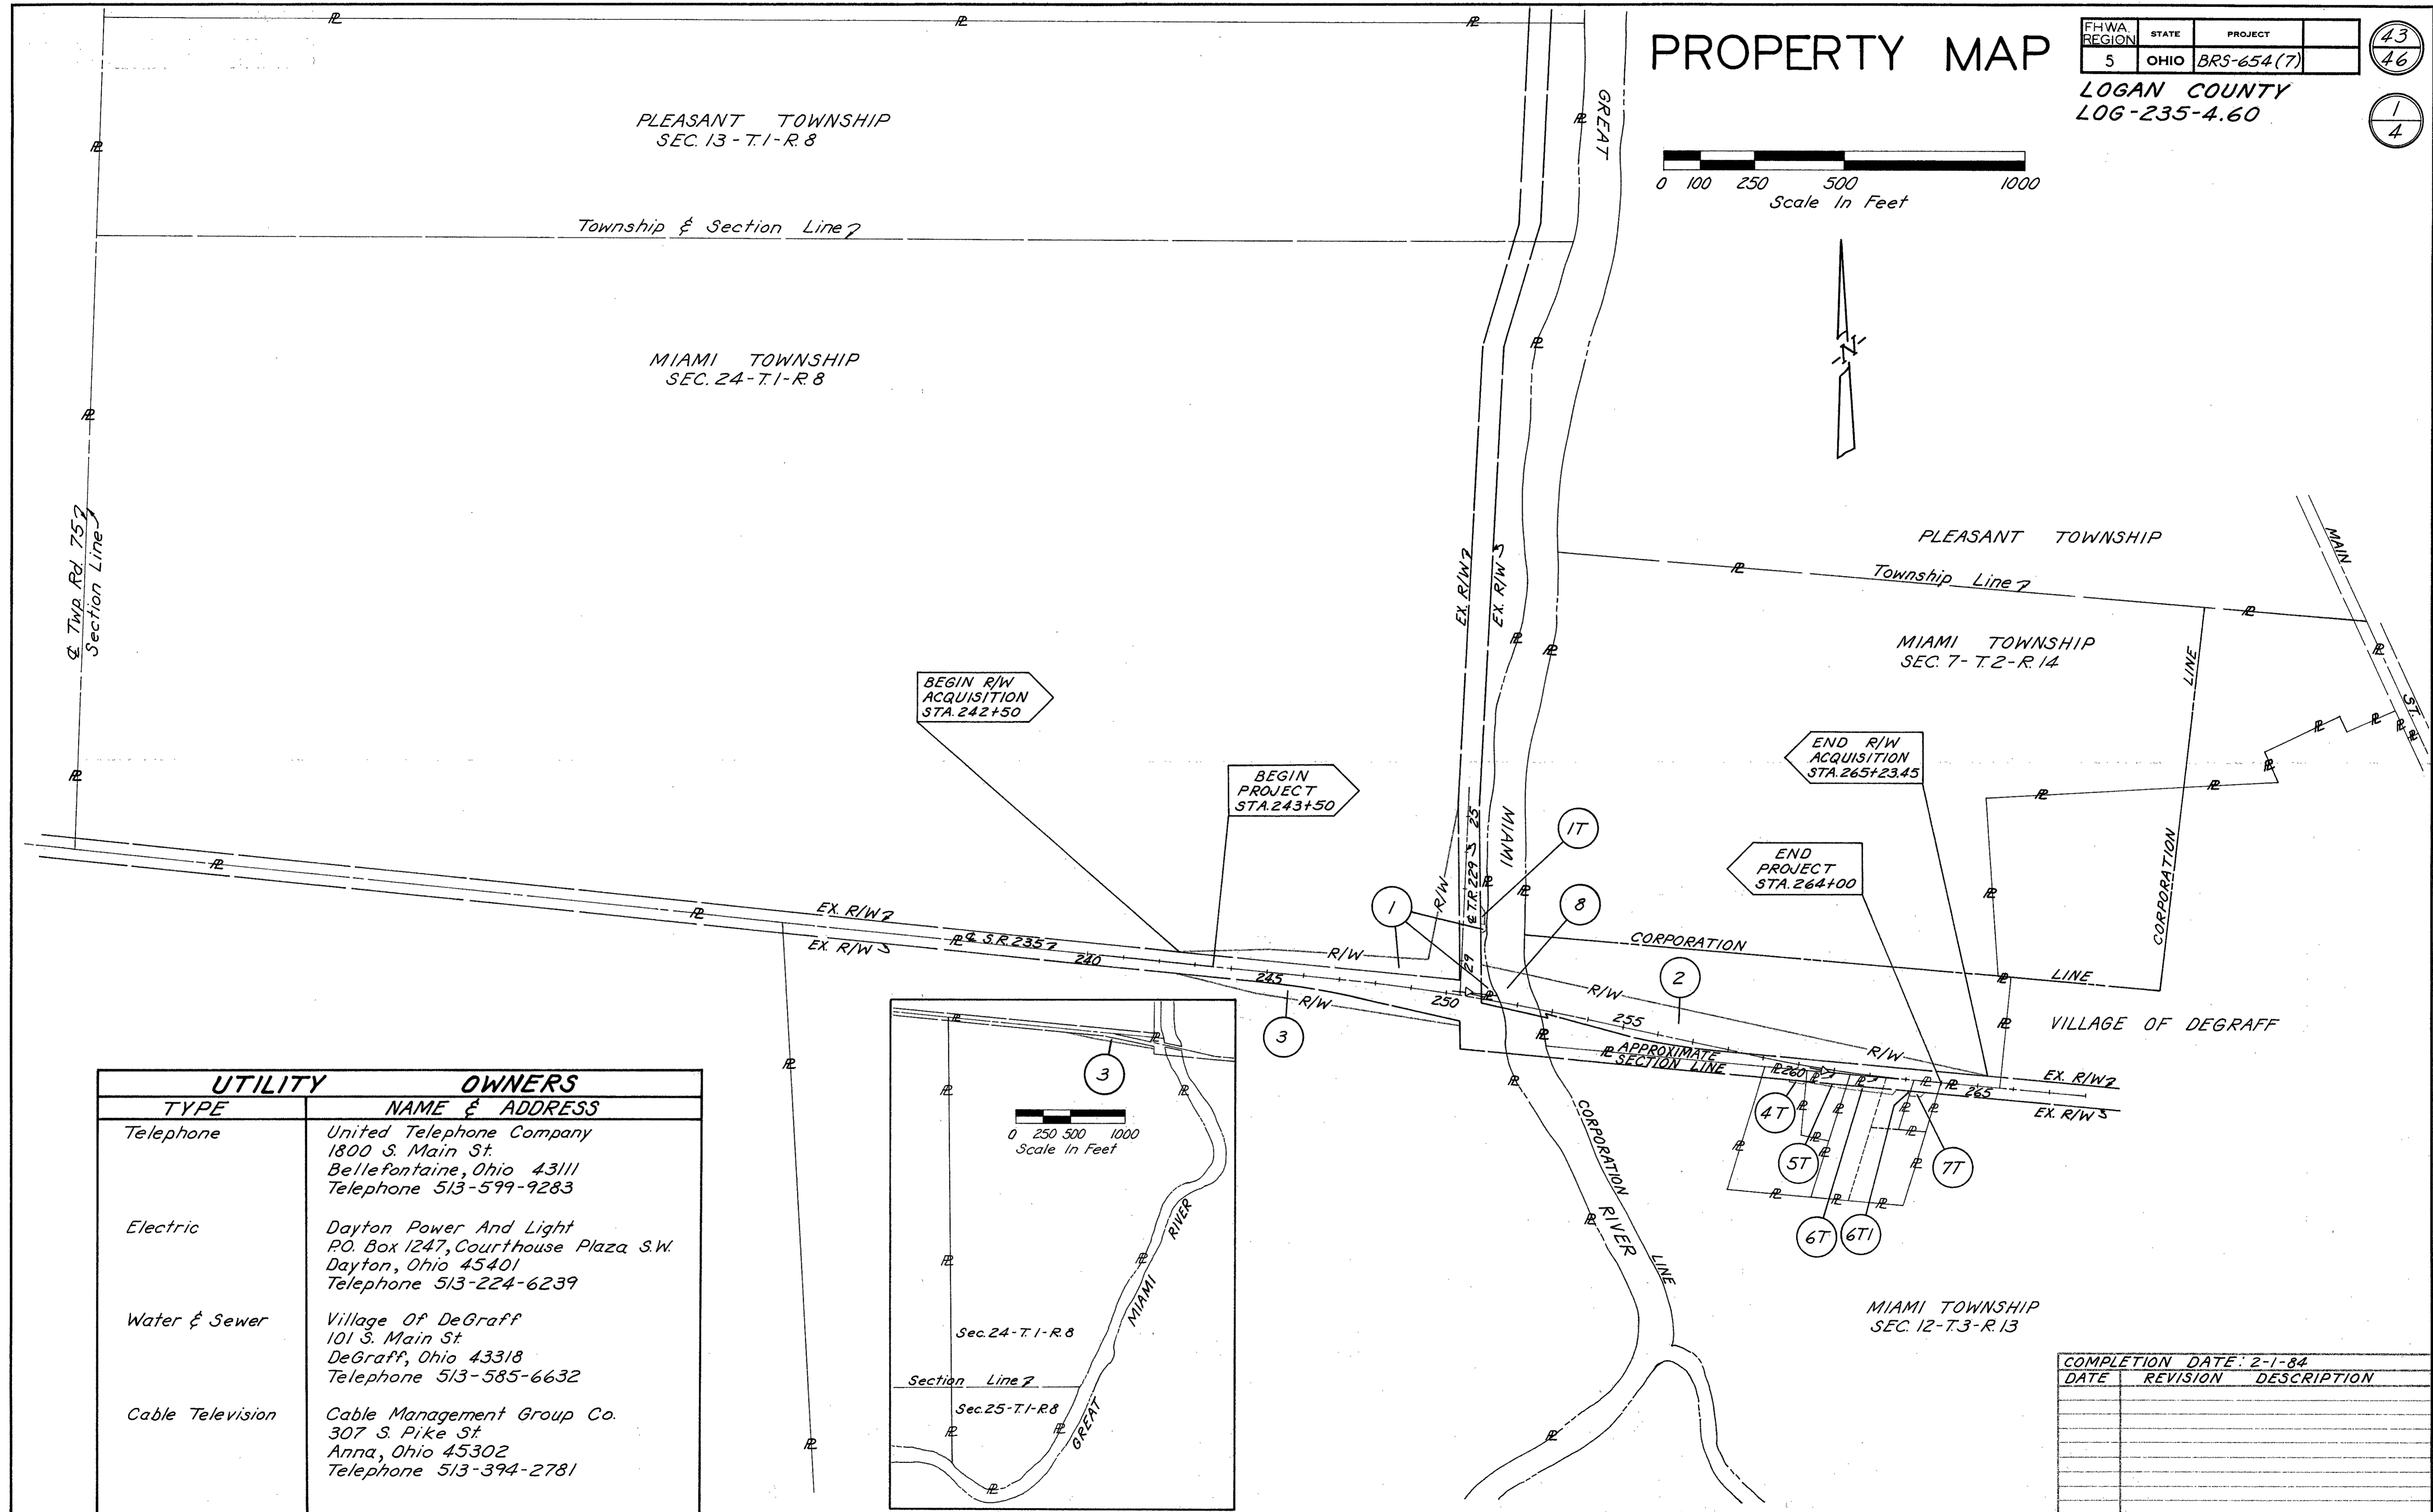 PROPERTY MAP
FHWA. REGION STATE PROJECT
5 OHIO BRS-654(7)
43
46
LOGAN COUNTY
LOG-235-4.60
1
4
0 100 250 500 1000
Scale In Feet
N
PLEASANT TOWNSHIP
SEC. 13-T.1-R.8
Township & Section Line
MIAMI TOWNSHIP
SEC. 24-T.1-R.8
℄ Twp. Rd. 75
Section Line
GREAT
MIAMI
RIVER
EX. R/W
EX. R/W
PLEASANT TOWNSHIP
Township Line
MIAMI TOWNSHIP
SEC. 7-T.2-R.14
MAIN
ST.
CORPORATION
LINE
BEGIN R/W
ACQUISITION
STA.242+50
BEGIN
PROJECT
STA.243+50
END R/W
ACQUISITION
STA.265+23.45
END
PROJECT
STA.264+00
1T
1
8
2
3
R/W
℄ T.R. 229
25
29
EX. R/W
℄ S.R. 235
EX. R/W
240
245
250
255
260
265
R/W
R/W
R/W
R/W
CORPORATION
LINE
VILLAGE OF DEGRAFF
APPROXIMATE
SECTION LINE
EX. R/W
EX. R/W
4T
5T
6T
6T1
7T
CORPORATION
LINE
MIAMI TOWNSHIP
SEC. 12-T.3-R.13
3
0 250 500 1000
Scale In Feet
Sec.24-T.1-R.8
Section Line
Sec.25-T.1-R.8
GREAT
MIAMI
RIVER
UTILITY OWNERS
TYPE NAME & ADDRESS
Telephone United Telephone Company
1800 S. Main St.
Bellefontaine, Ohio 43111
Telephone 513-599-9283
Electric Dayton Power And Light
P.O. Box 1247, Courthouse Plaza S.W.
Dayton, Ohio 45401
Telephone 513-224-6239
Water & Sewer Village Of DeGraff
101 S. Main St
DeGraff, Ohio 43318
Telephone 513-585-6632
Cable Television Cable Management Group Co.
307 S. Pike St.
Anna, Ohio 45302
Telephone 513-394-2781
COMPLETION DATE: 2-1-84
DATE REVISION DESCRIPTION